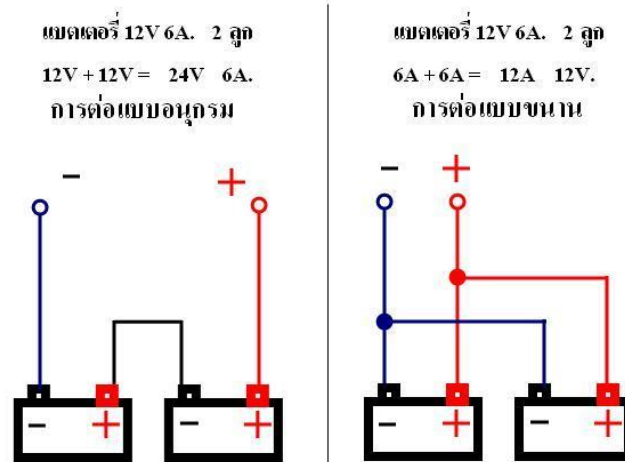 แบตเตอรี่ 12V 6A. 2 ลูก
12V + 12V = 24V 6A.
การต่อแบบอนุกรม
- +
- + - +
แบตเตอรี่ 12V 6A. 2 ลูก
6A + 6A = 12A 12V.
การต่อแบบขนาน
- +
- + - +